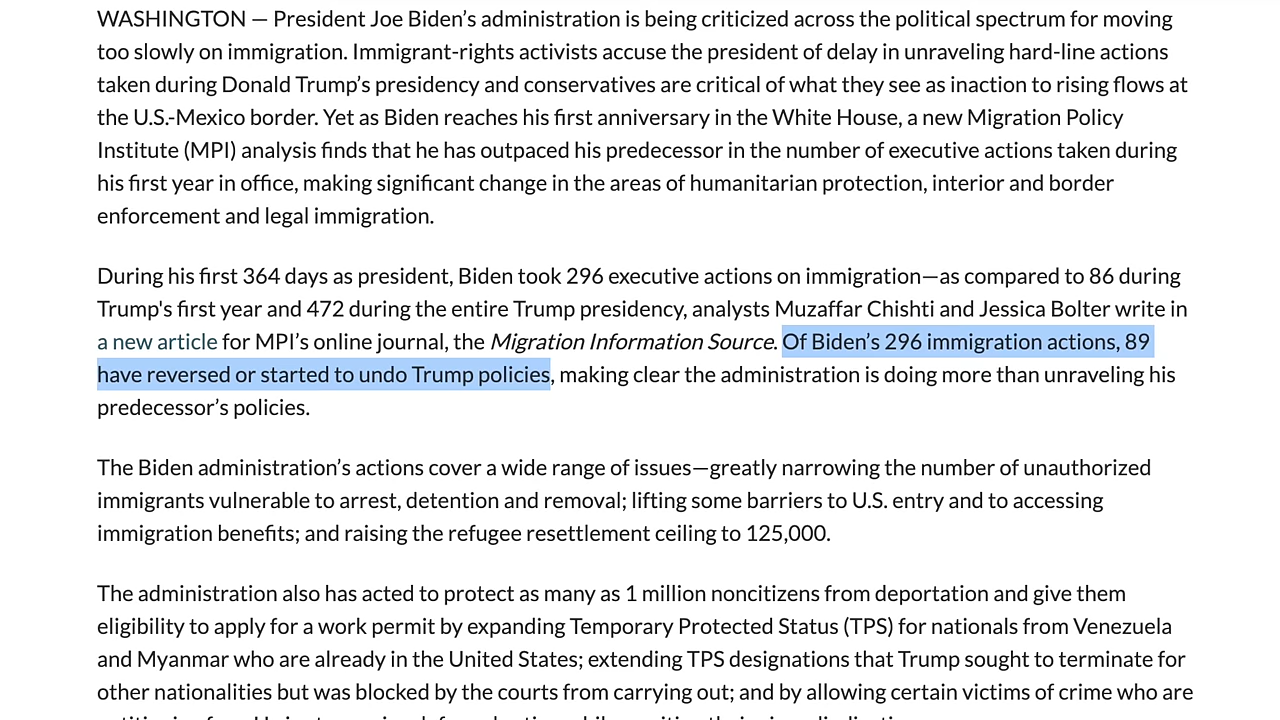 WASHINGTON — President Joe Biden’s administration is being criticized across the political spectrum for moving
too slowly on immigration. Immigrant-rights activists accuse the president of delay in unraveling hard-line actions
taken during Donald Trump’s presidency and conservatives are critical of what they see as inaction to rising flows at
the U.S.-Mexico border. Yet as Biden reaches his first anniversary in the White House, a new Migration Policy
Institute (MPI) analysis finds that he has outpaced his predecessor in the number of executive actions taken during
his first year in office, making significant change in the areas of humanitarian protection, interior and border
enforcement and legal immigration.
During his first 364 days as president, Biden took 296 executive actions on immigration—as compared to 86 during
Trump's first year and 472 during the entire Trump presidency, analysts Muzaffar Chishti and Jessica Bolter write in
a new article for MPI’s online journal, the Migration Information Source. Of Biden’s 296 immigration actions, 89
have reversed or started to undo Trump policies, making clear the administration is doing more than unraveling his
predecessor’s policies.
The Biden administration’s actions cover a wide range of issues—greatly narrowing the number of unauthorized
immigrants vulnerable to arrest, detention and removal; lifting some barriers to U.S. entry and to accessing
immigration benefits; and raising the refugee resettlement ceiling to 125,000.
The administration also has acted to protect as many as 1 million noncitizens from deportation and give them
eligibility to apply for a work permit by expanding Temporary Protected Status (TPS) for nationals from Venezuela
and Myanmar who are already in the United States; extending TPS designations that Trump sought to terminate for
other nationalities but was blocked by the courts from carrying out; and by allowing certain victims of crime who are